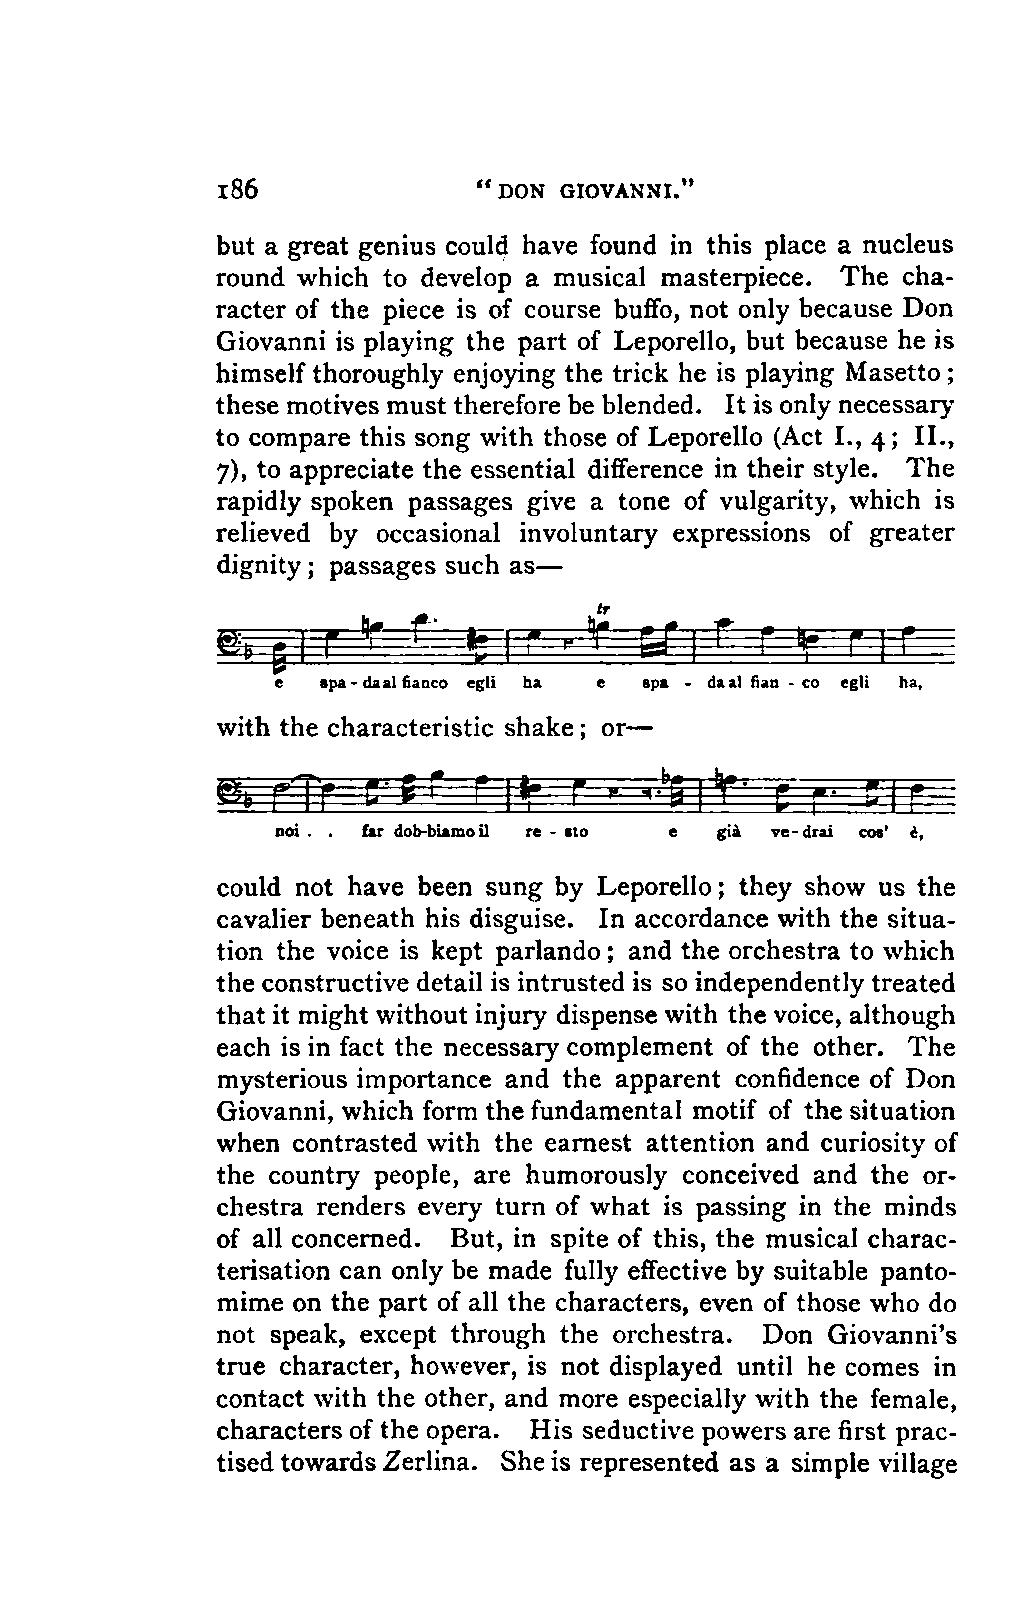 186 " DON GIOVANNI."
but a great genius could have found in this place a nucleus
round which to develop a musical masterpiece. The cha-
racter of the piece is of course buffo, not only because Don
Giovanni is playing the part of Leporello, but because he is
himself thoroughly enjoying the trick he is playing Masetto ;
these motives must therefore be blended. It is only necessary
to compare this song with those of Leporello (Act I., 4 ; II.,
7), to appreciate the essential difference in their style. The
rapidly spoken passages give a tone of vulgarity, which is
relieved by occasional involuntary expressions of greater
dignity ; passages such as—
tr
e spa - da al fianco egli ha e spa - da al fian - co egli ha,
with the characteristic shake ; or—
noi . . far dob-biamo il re - sto e già ve-drai cos' è,
could not have been sung by Leporello ; they show us the
cavalier beneath his disguise. In accordance with the situa-
tion the voice is kept parlando ; and the orchestra to which
the constructive detail is intrusted is so independently treated
that it might without injury dispense with the voice, although
each is in fact the necessary complement of the other. The
mysterious importance and the apparent confidence of Don
Giovanni, which form the fundamental motif of the situation
when contrasted with the earnest attention and curiosity of
the country people, are humorously conceived and the or-
chestra renders every turn of what is passing in the minds
of all concerned. But, in spite of this, the musical charac-
terisation can only be made fully effective by suitable panto-
mime on the part of all the characters, even of those who do
not speak, except through the orchestra. Don Giovanni's
true character, however, is not displayed until he comes in
contact with the other, and more especially with the female,
characters of the opera. His seductive powers are first prac-
tised towards Zerlina. She is represented as a simple village